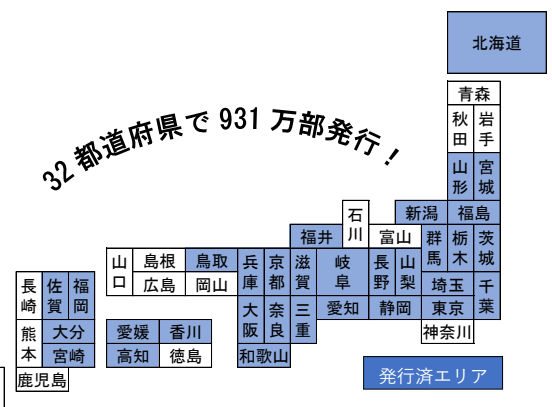 北海道
32都道府県で931万部発行！
青森
秋田
岩手
山形
宮城
石川
新潟
福島
福井
富山
群馬
栃木
茨城
山口
島根
鳥取
兵庫
京都
滋賀
岐阜
長野
山梨
広島
岡山
埼玉
千葉
長崎
佐賀
福岡
大阪
奈良
三重
愛知
静岡
東京
熊本
大分
愛媛
香川
神奈川
宮崎
高知
徳島
和歌山
鹿児島
発行済エリア